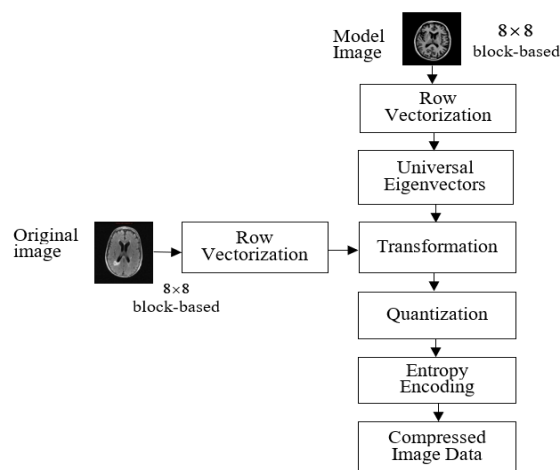 Model
Image
8×8
block-based
Row
Vectorization
Universal
Eigenvectors
Original
image
8×8
block-based
Row
Vectorization
Transformation
Quantization
Entropy
Encoding
Compressed
Image Data